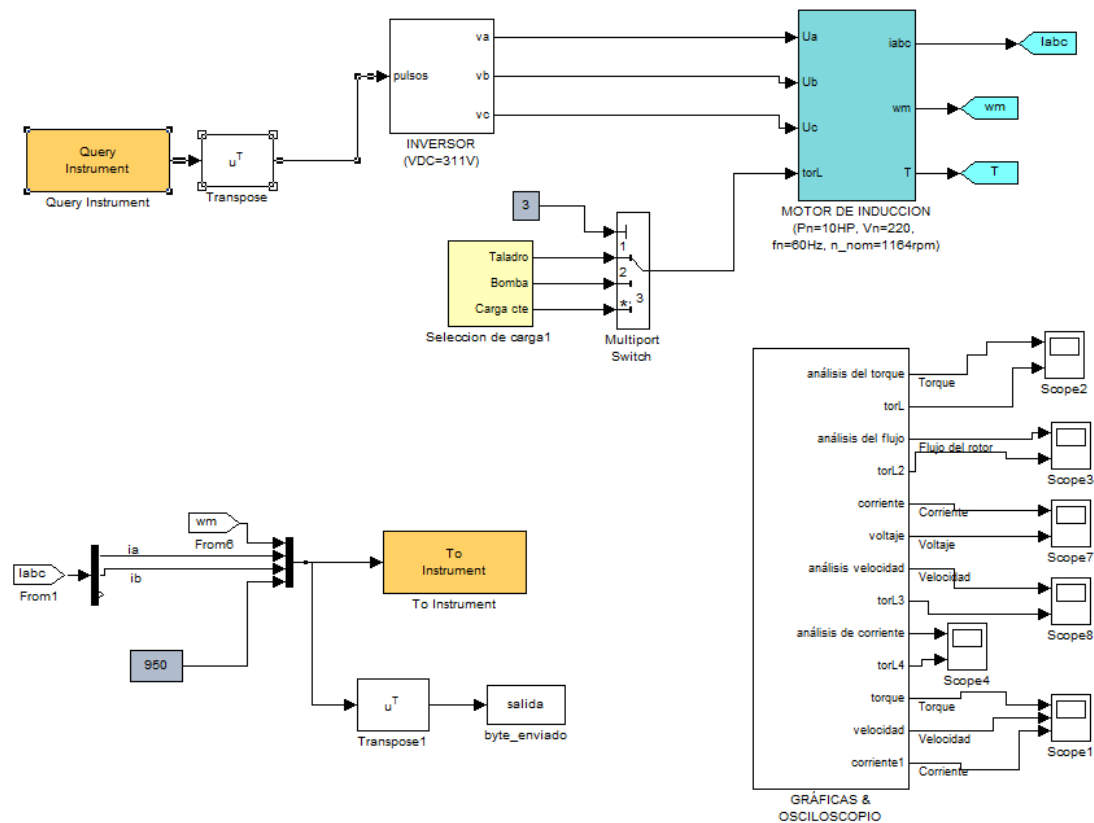 Query
Instrument
Query Instrument
u^T
Transpose
pulsos
va
vb
vc
INVERSOR
(VDC=311V)
Ua
Ub
Uc
torL
iabc
wm
T
MOTOR DE INDUCCION
(Pn=10HP, Vn=220,
fn=60Hz, n_nom=1164rpm)
Iabc
wm
T
3
Taladro
Bomba
Carga cte
Seleccion de carga1
1
2
*, 3
Multiport
Switch
análisis del torque
torL
análisis del flujo
torL2
corriente
voltaje
análisis velocidad
torL3
análisis de corriente
torL4
torque
velocidad
corriente1
GRÁFICAS &
OSCILOSCOPIO
Torque
Flujo del rotor
Corriente
Voltaje
Velocidad
Torque
Velocidad
Corriente
Scope2
Scope3
Scope7
Scope8
Scope4
Scope1
wm
From6
Iabc
From1
ia
ib
950
To
Instrument
To Instrument
u^T
Transpose1
salida
byte_enviado